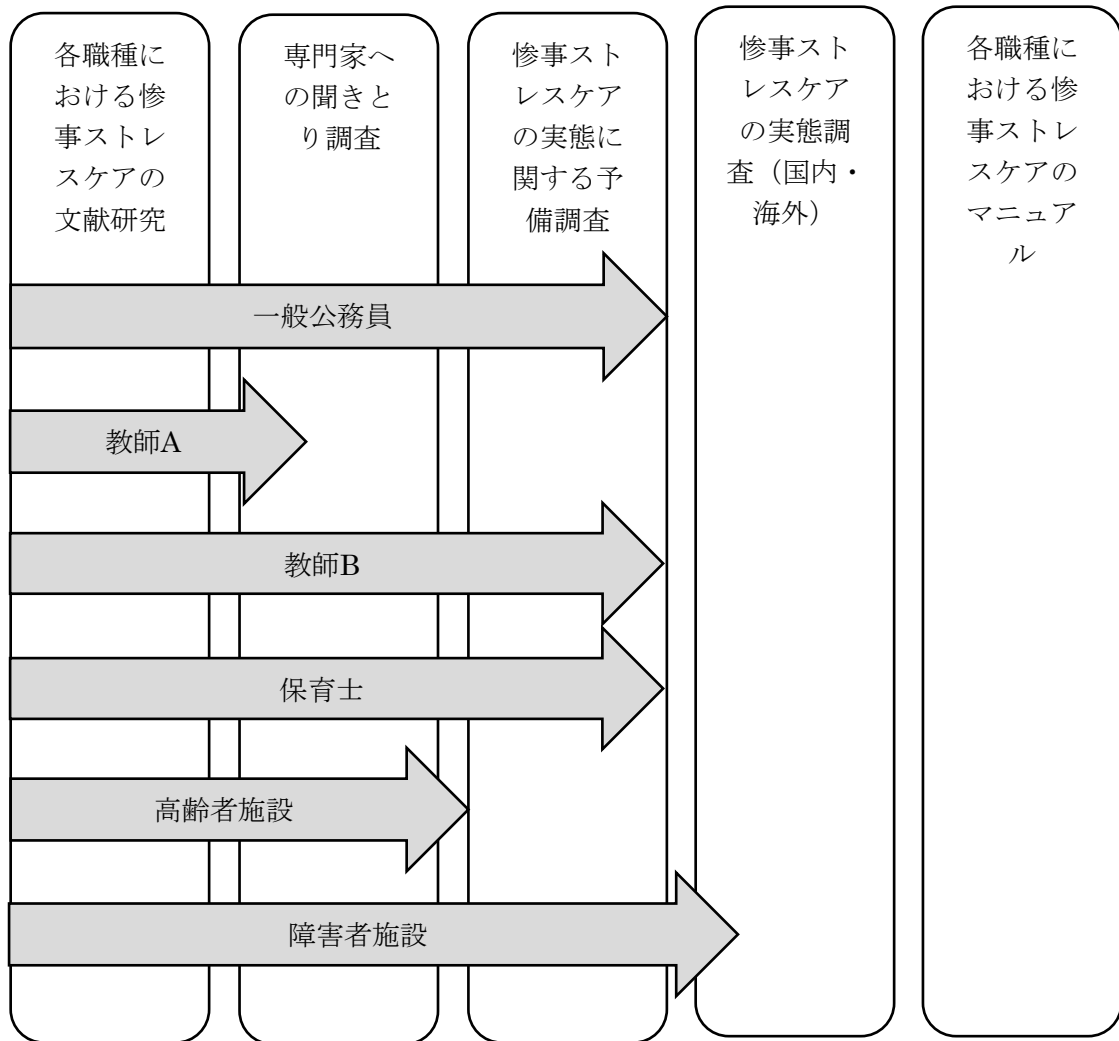 各職種に
おける惨
事ストレ
スケアの
文献研究
専門家へ
の聞きと
り調査
惨事スト
レスケア
の実態に
関する予
備調査
惨事スト
レスケア
の実態調
査（国内・
海外）
各職種に
おける惨
事ストレ
スケアの
マニュア
ル
一般公務員
教師A
教師B
保育士
高齢者施設
障害者施設